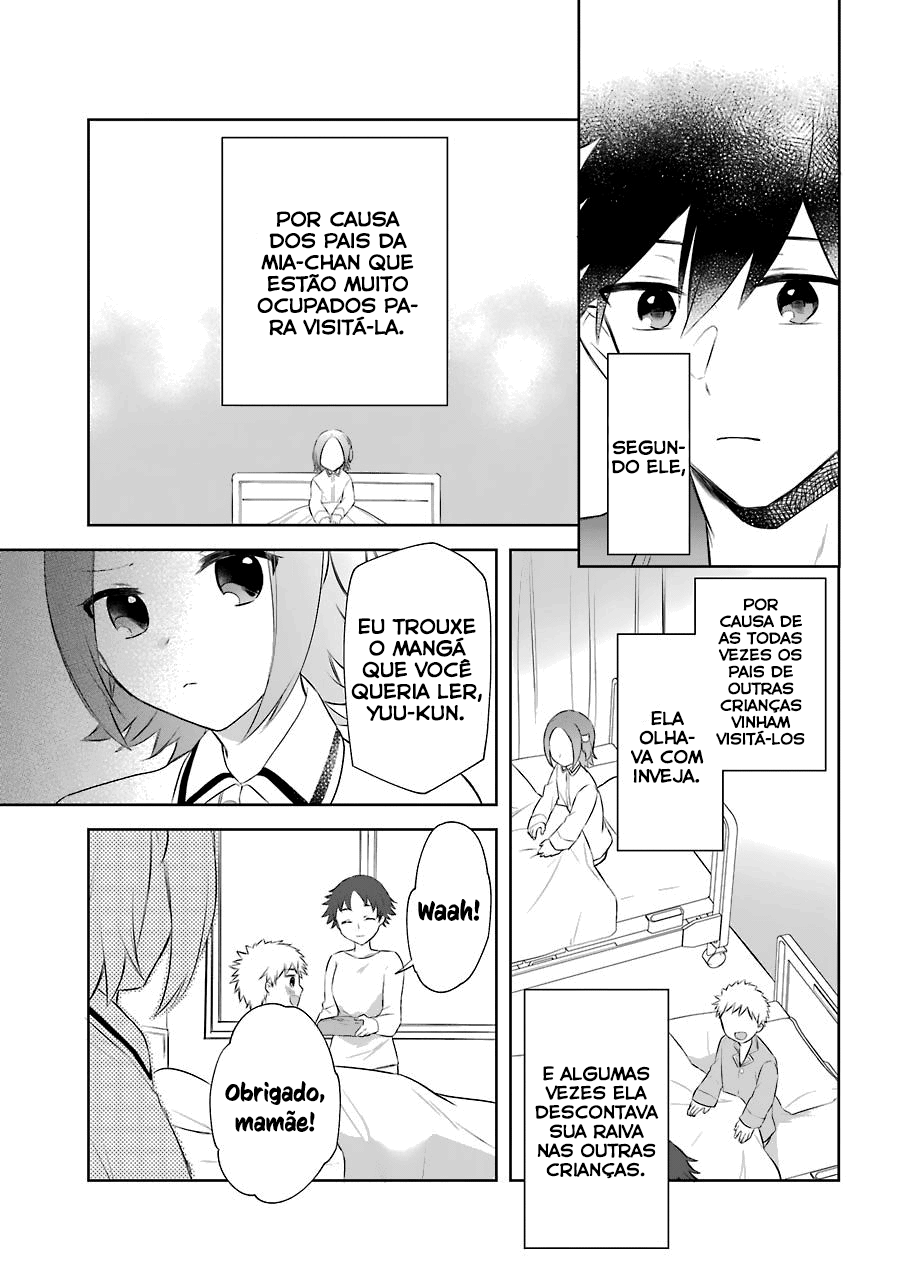 SEGUN-
DO ELE,
POR CAUSA
DOS PAIS DA
MIA-CHAN QUE
ESTÃO MUITO
OCUPADOS PA-
RA VISITÁ-LA.
POR
CAUSA DE
AS TODAS
VEZES OS
PAIS DE
OUTRAS
CRIANÇAS
VINHAM
VISITÁ-LOS
ELA
OLHA-
VA COM
INVEJA.
E ALGUMAS
VEZES ELA
DESCONTAVA
SUA RAIVA
NAS OUTRAS
CRIANÇAS.
EU TROUXE
O MANGÁ
QUE VOCÊ
QUERIA LER,
YUU-KUN.
Waah!
Obrigado,
mamãe!